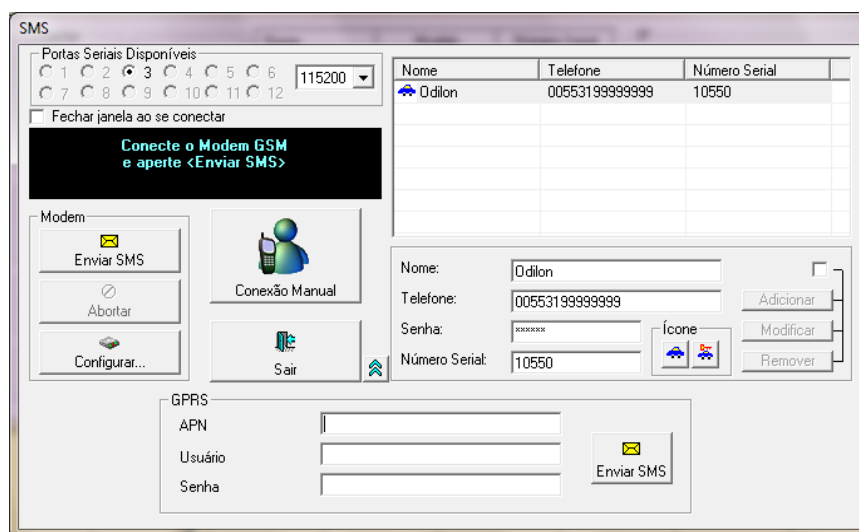 SMS
Portas Seriais Disponíveis
1 2 3 4 5 6
115200
7 8 9 10 11 12
Fechar janela ao se conectar
Conecte o Modem GSM
e aperte <Enviar SMS>
Modem
Enviar SMS
Abortar
Configurar...
Conexão Manual
Sair
Nome Telefone Número Serial
Odilon 00553199999999 10550
Nome: Odilon
Telefone: 00553199999999
Senha: xxxxxx
Número Serial: 10550
Ícone
Adicionar
Modificar
Remover
GPRS
APN
Usuário
Senha
Enviar SMS